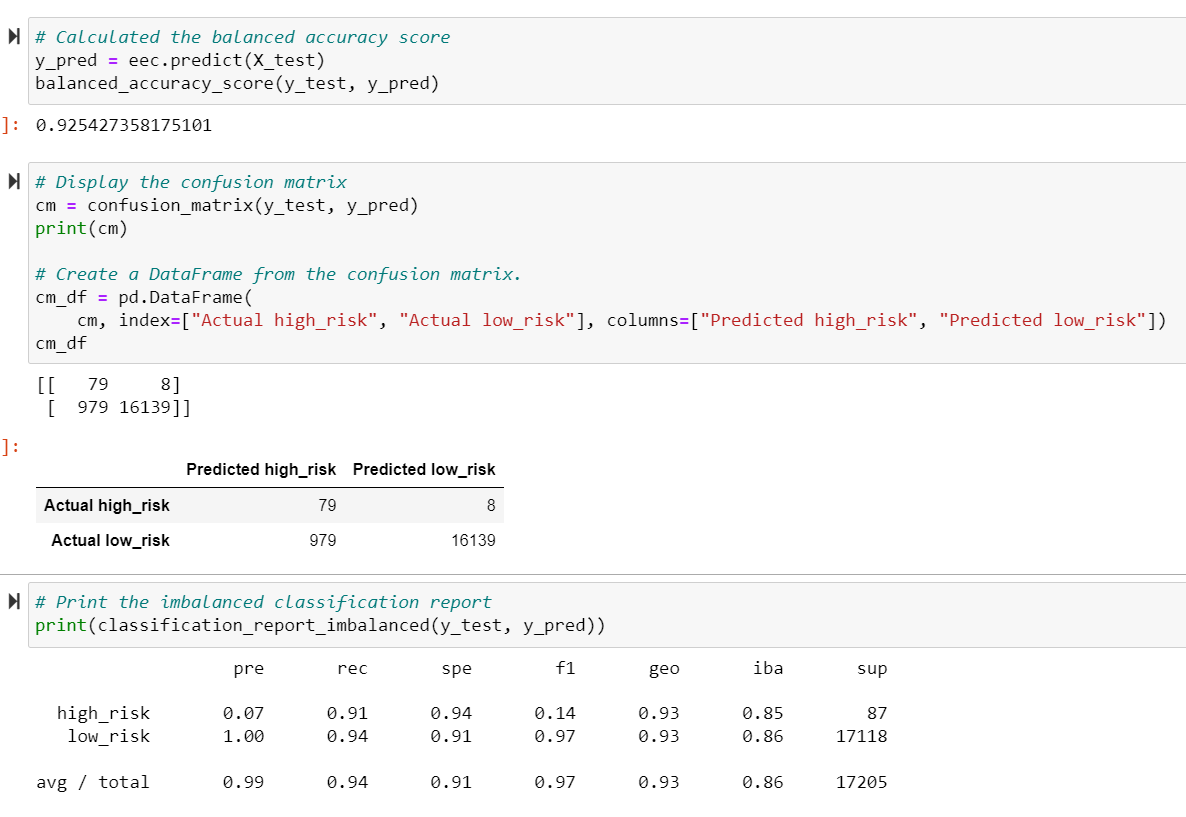 # Calculated the balanced accuracy score
y_pred = eec.predict(X_test)
balanced_accuracy_score(y_test, y_pred)
]: 0.925427358175101
# Display the confusion matrix
cm = confusion_matrix(y_test, y_pred)
print(cm)
# Create a DataFrame from the confusion matrix.
cm_df = pd.DataFrame(
    cm, index=["Actual high_risk", "Actual low_risk"], columns=["Predicted high_risk", "Predicted low_risk"])
cm_df
[[   79     8]
 [  979 16139]]
]:
Predicted high_risk Predicted low_risk
Actual high_risk 79 8
Actual low_risk 979 16139
# Print the imbalanced classification report
print(classification_report_imbalanced(y_test, y_pred))
pre rec spe f1 geo iba sup
high_risk 0.07 0.91 0.94 0.14 0.93 0.85 87
low_risk 1.00 0.94 0.91 0.97 0.93 0.86 17118
avg / total 0.99 0.94 0.91 0.97 0.93 0.86 17205